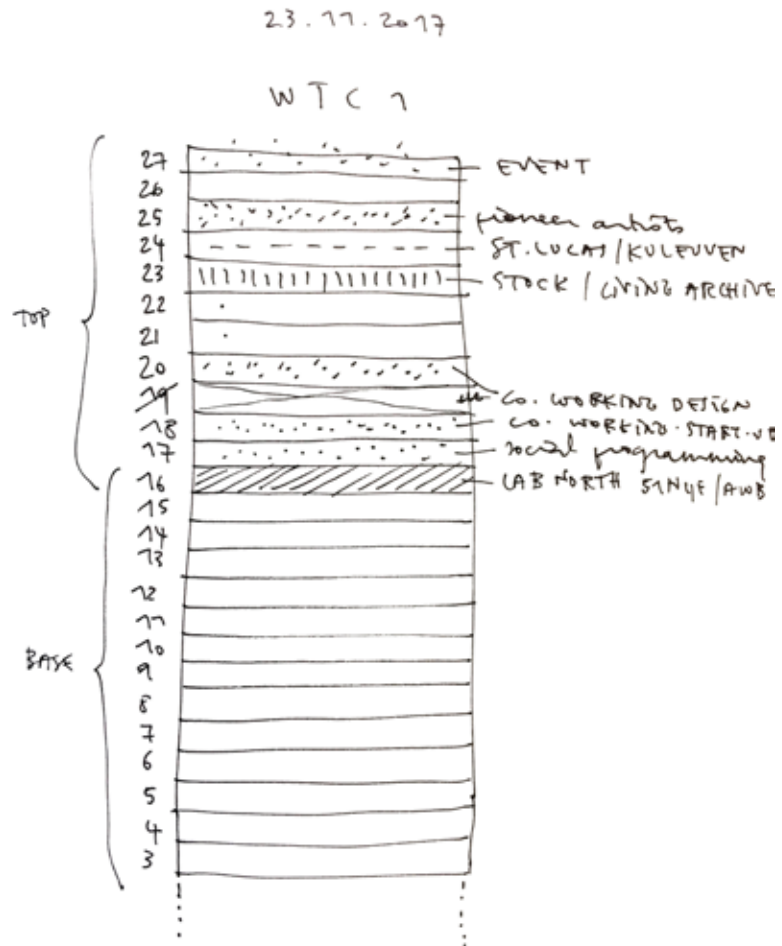 23.11.2017
WTC 1
27 EVENT
26
25 pioneer artists
24 ST. LUCAS/KULEUVEN
23 STOCK / LIVING ARCHIVE
22
TOP
21
20
19 CO. WORKING DESIGN
18 CO. WORKING START-UP
17 social programming
16 LAB NORTH 51N4E/AWB
15
14
13
12
11
10
BASE
9
8
7
6
5
4
3